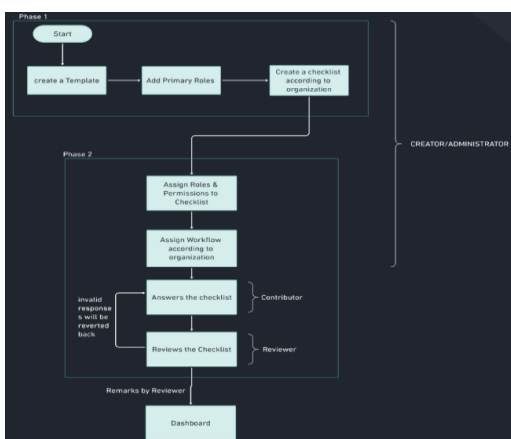 Phase 1
Start
create a Template
Add Primary Roles
Create a checklist
according to
organization
CREATOR/ADMINISTRATOR
Phase 2
Assign Roles &
Permissions to
Checklist
Assign Workflow
according to
organization
invalid
response
s will be
reverted
back
Answers the checklist
Contributor
Reviews the Checklist
Reviewer
Remarks by Reviewer
Dashboard